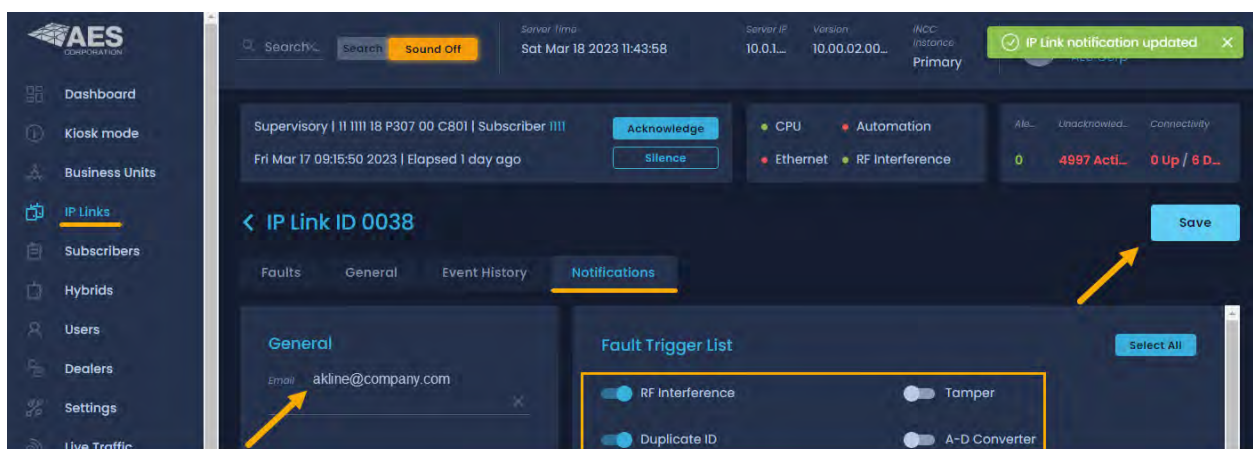 AES
CORPORATION
Dashboard
Kiosk mode
Business Units
IP Links
Subscribers
Hybrids
Users
Dealers
Settings
Live Traffic
Search...
Search
Sound Off
Server Time
Sat Mar 18 2023 11:43:58
Server IP
10.0.1....
Version
10.00.02.00...
INCC
Instance
Primary
IP Link notification updated
Supervisory | 11 1111 18 P307 00 C801 | Subscriber 1111
Acknowledge
Fri Mar 17 09:15:50 2023 | Elapsed 1 day ago
Silence
CPU
Automation
Ethernet
RF Interference
Ale...
Unacknowled...
Connectivity
0
4997 Acti...
0 Up / 6 D...
IP Link ID 0038
Save
Faults
General
Event History
Notifications
General
Email
akline@company.com
Fault Trigger List
Select All
RF Interference
Tamper
Duplicate ID
A-D Converter